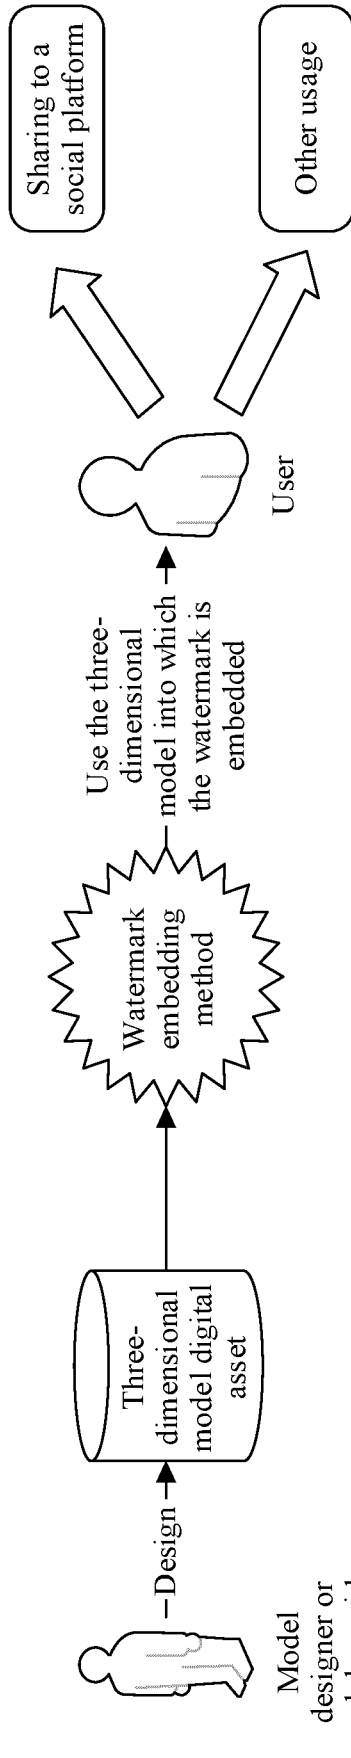 Model
designer or
Design
Three-
dimensional
model digital
asset
Watermark
embedding
method
Use the three-
dimensional
model into which
the watermark is
embedded
User
Sharing to a
social platform
Other usage